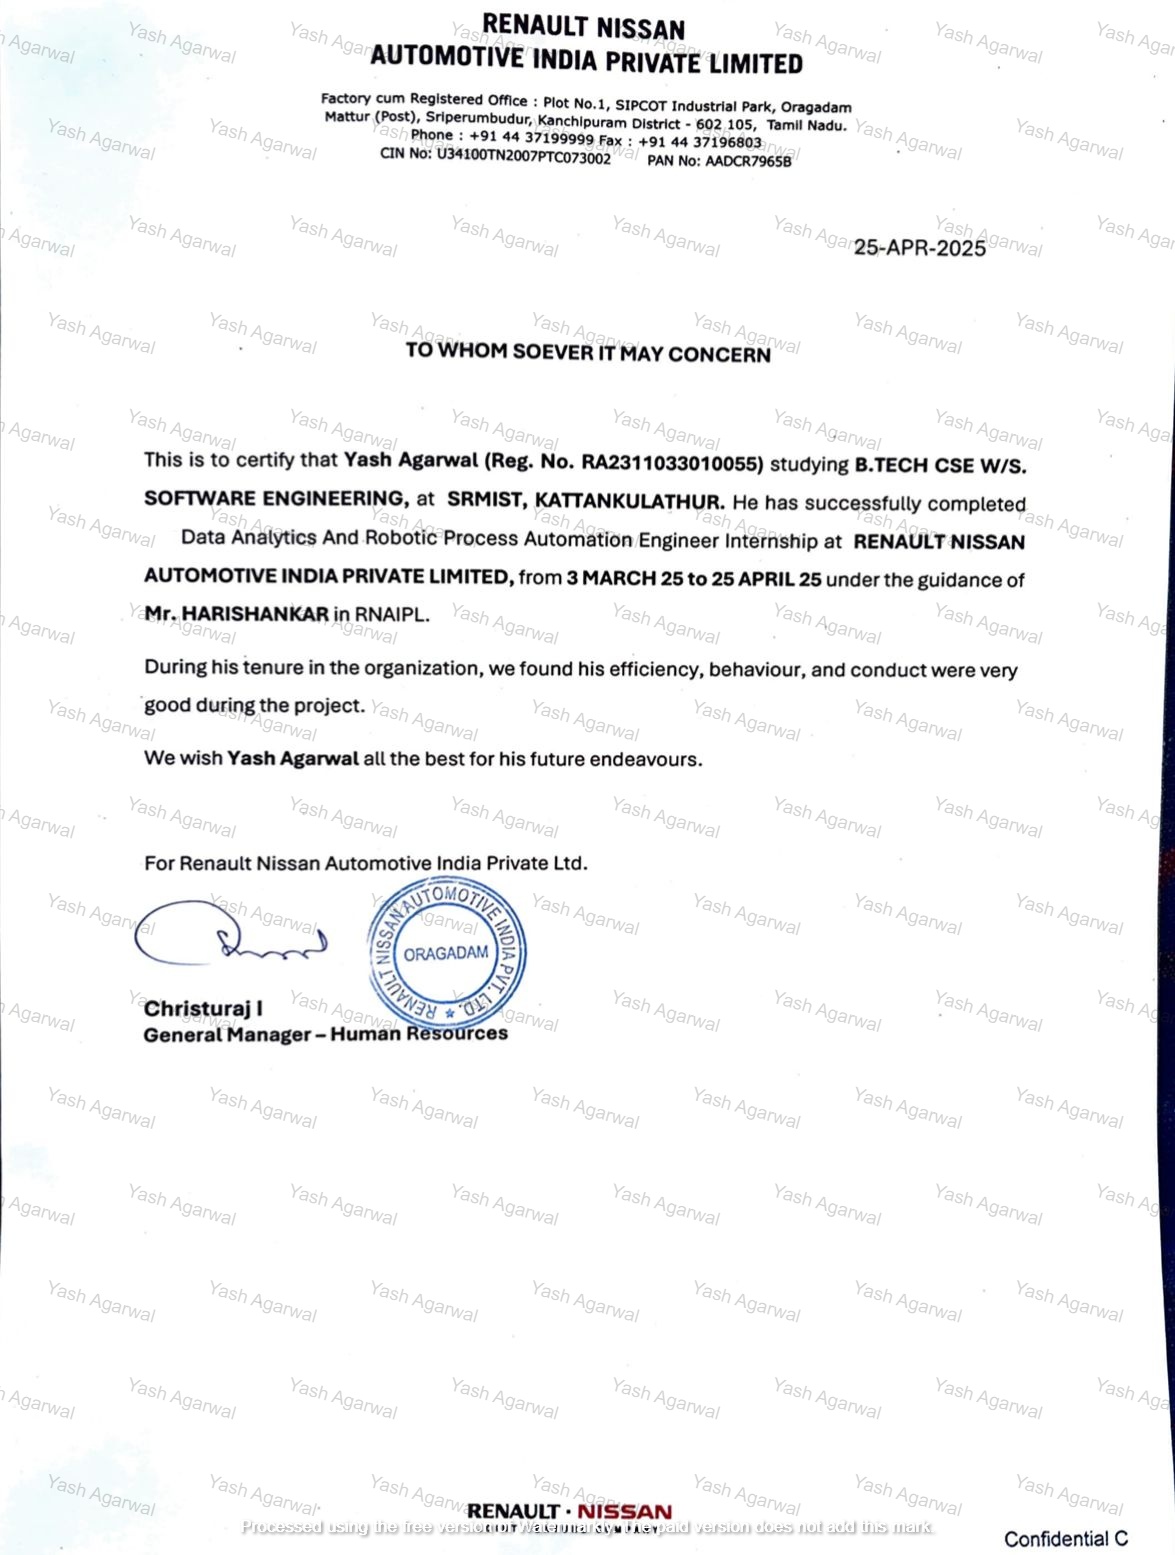 RENAULT NISSAN
AUTOMOTIVE INDIA PRIVATE LIMITED
Factory cum Registered Office : Plot No.1, SIPCOT Industrial Park, Oragadam
Mattur (Post), Sriperumbudur, Kanchipuram District - 602 105, Tamil Nadu.
Phone : +91 44 37199999 Fax : +91 44 37196803
CIN No: U34100TN2007PTC073002 PAN No: AADCR7965B
25-APR-2025
TO WHOM SOEVER IT MAY CONCERN
This is to certify that Yash Agarwal (Reg. No. RA2311033010055) studying B.TECH CSE W/S.
SOFTWARE ENGINEERING, at SRMIST, KATTANKULATHUR. He has successfully completed
Data Analytics And Robotic Process Automation Engineer Internship at RENAULT NISSAN
AUTOMOTIVE INDIA PRIVATE LIMITED, from 3 MARCH 25 to 25 APRIL 25 under the guidance of
Mr. HARISHANKAR in RNAIPL.
During his tenure in the organization, we found his efficiency, behaviour, and conduct were very
good during the project.
We wish Yash Agarwal all the best for his future endeavours.
For Renault Nissan Automotive India Private Ltd.
RENAULT NISSAN AUTOMOTIVE INDIA PVT. LTD.
ORAGADAM
Christuraj I
General Manager – Human Resources
RENAULT · NISSAN
Processed using the free version of Watermarkly. The paid version does not add this mark.
Confidential C
Yash Agarwal